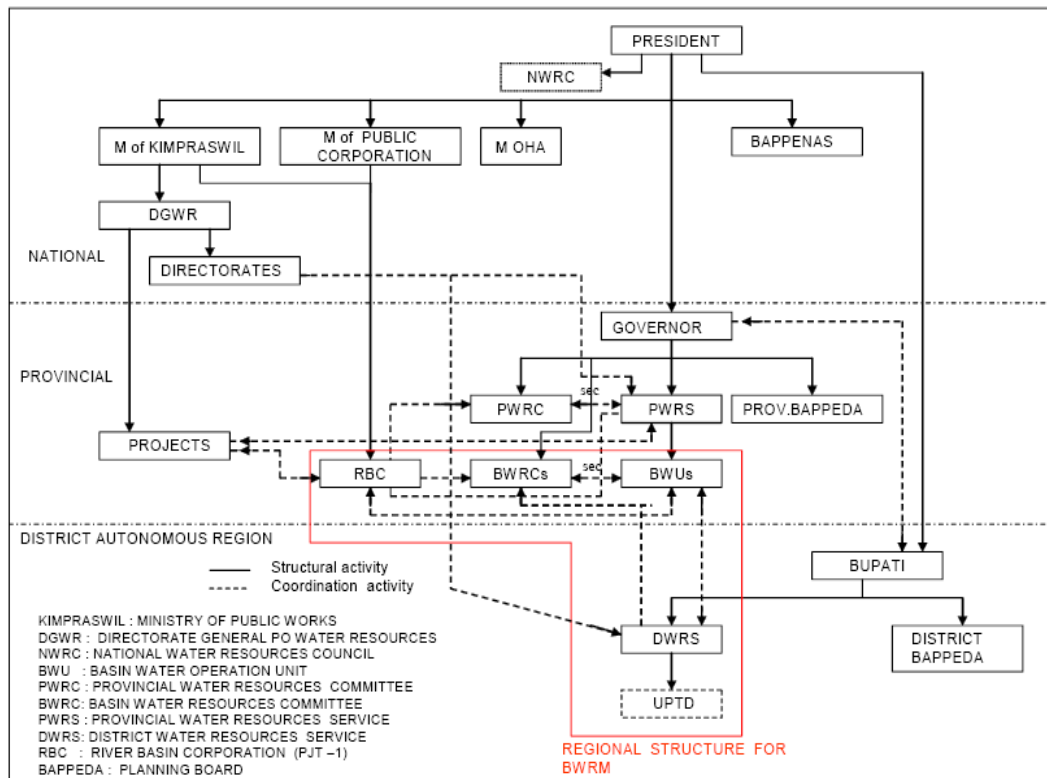 PRESIDENT
NWRC
M of KIMPRASWIL
M of PUBLIC
CORPORATION
M OHA
BAPPENAS
DGWR
DIRECTORATES
NATIONAL
GOVERNOR
PROVINCIAL
PWRC
sec
PWRS
PROV.BAPPEDA
PROJECTS
RBC
BWRCs
sec
BWUs
DISTRICT AUTONOMOUS REGION
Structural activity
Coordination activity
BUPATI
DWRS
DISTRICT
BAPPEDA
UPTD
KIMPRASWIL : MINISTRY OF PUBLIC WORKS
DGWR : DIRECTORATE GENERAL PO WATER RESOURCES
NWRC : NATIONAL WATER RESOURCES COUNCIL
BWU : BASIN WATER OPERATION UNIT
PWRC : PROVINCIAL WATER RESOURCES COMMITTEE
BWRC: BASIN WATER RESOURCES COMMITTEE
PWRS : PROVINCIAL WATER RESOURCES SERVICE
DWRS: DISTRICT WATER RESOURCES SERVICE
RBC : RIVER BASIN CORPORATION (PJT –1)
BAPPEDA : PLANNING BOARD
REGIONAL STRUCTURE FOR
BWRM